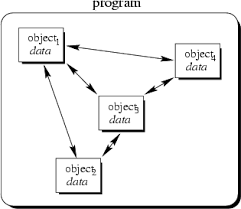 program
object1
data
object4
data
object3
data
object2
data